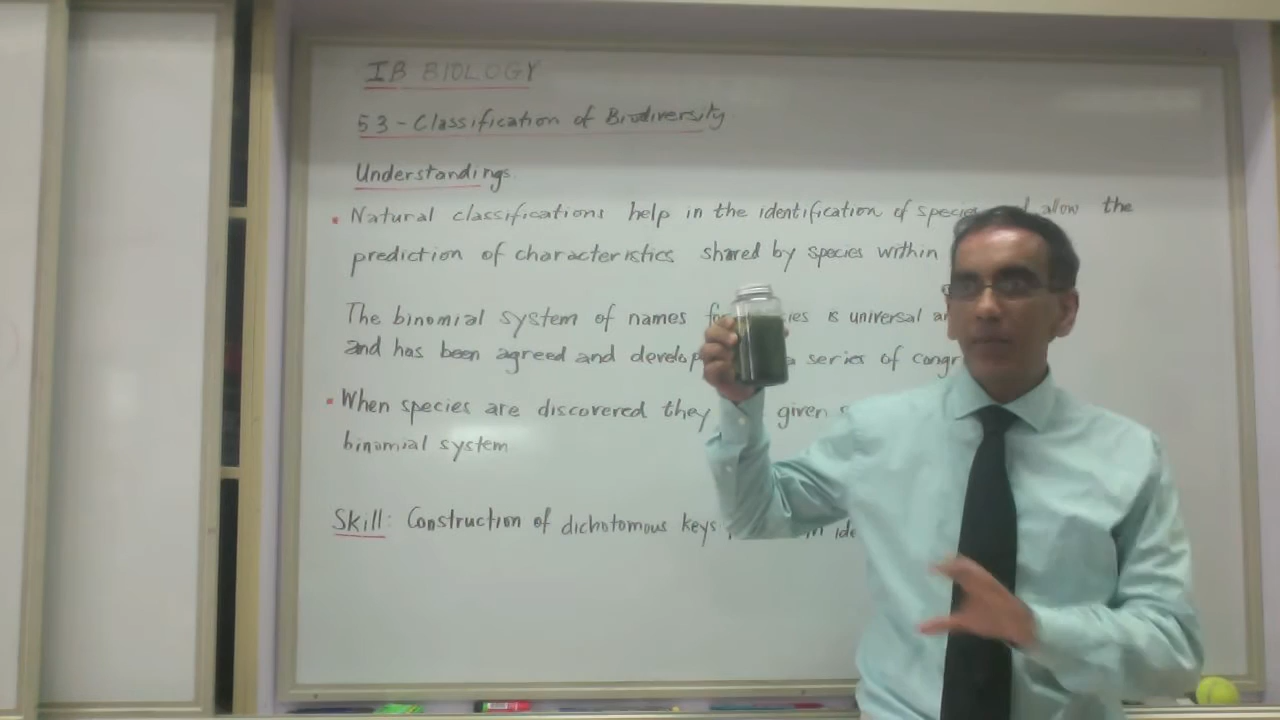 IB BIOLOGY
5 3 - Classification of Biodiversity
Understandings
Natural classifications help in the identification of species allow the
prediction of characteristics shared by species within
The binomial system of names is universal
and has been agreed and series of
When species are discovered they given
binomial system
Skill: Construction of dichotomous keys